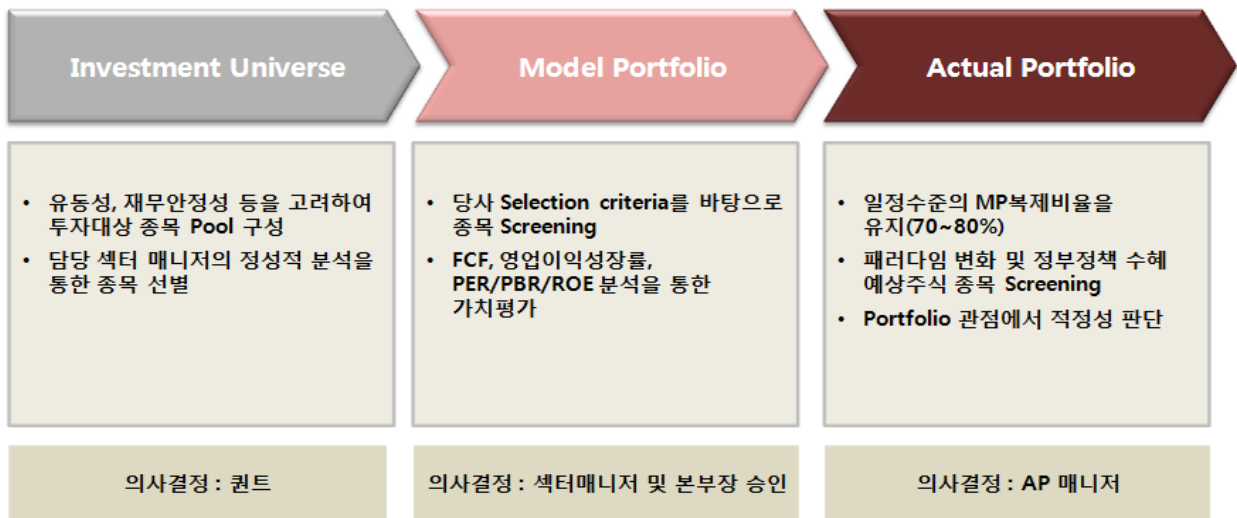 Investment Universe
Model Portfolio
Actual Portfolio
• 유동성, 재무안정성 등을 고려하여
투자대상 종목 Pool 구성
• 담당 섹터 매니저의 정성적 분석을
통한 종목 선별
• 당사 Selection criteria를 바탕으로
종목 Screening
• FCF, 영업이익성장률,
PER/PBR/ROE 분석을 통한
가치평가
• 일정수준의 MP복제비율을
유지(70~80%)
• 패러다임 변화 및 정부정책 수혜
예상주식 종목 Screening
• Portfolio 관점에서 적정성 판단
의사결정 : 퀀트
의사결정 : 섹터매니저 및 본부장 승인
의사결정 : AP 매니저